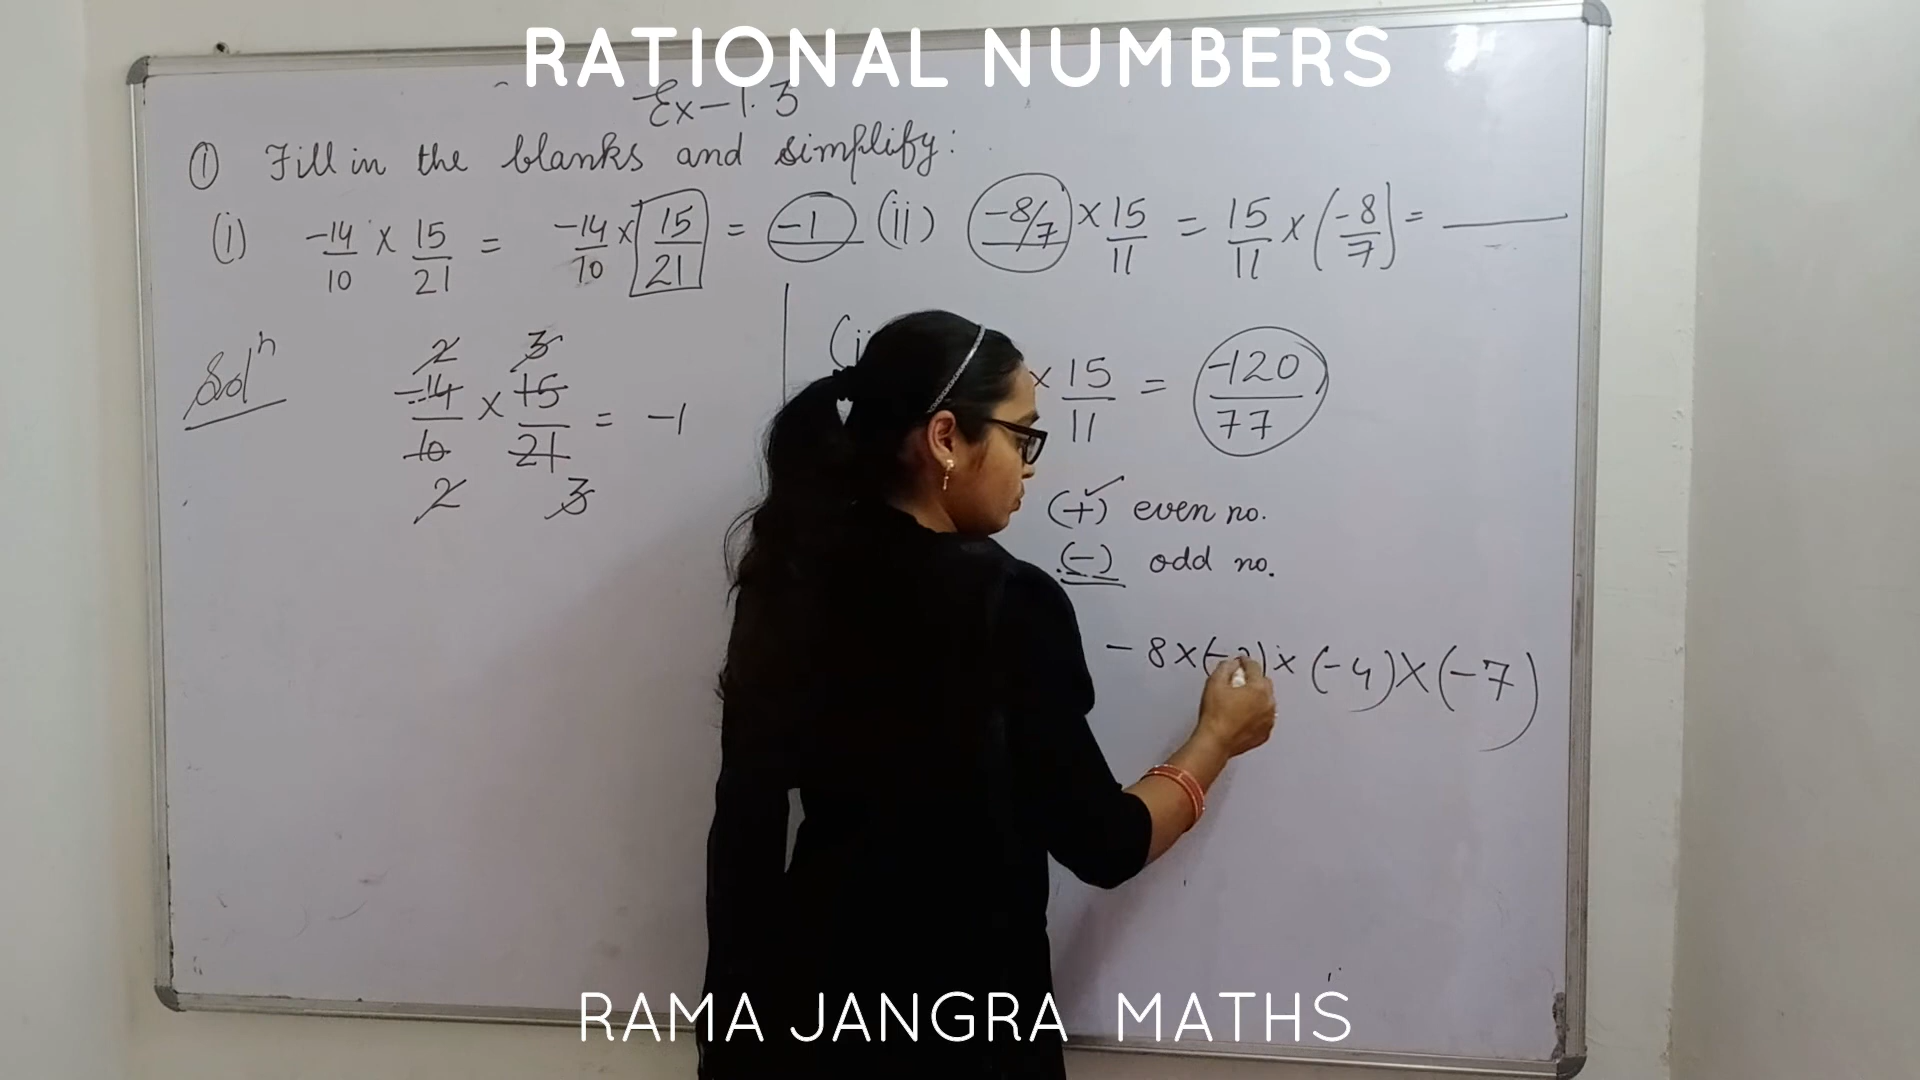 RATIONAL NUMBERS
Ex-1.3
① Fill in the blanks and simplify:
(i) -14/10 × 15/21 = -14/10 × 15/21 = -1 (ii) -8/7 × 15/11 = 15/11 × (-8/7) = ____
Solⁿ
2 3
-14/10 × 15/21 = -1
2 3
× 15/11 = -120/77
(+) ✓ even no.
(-) odd no.
-8×(- )×(-4)×(-7)
RAMA JANGRA MATHS